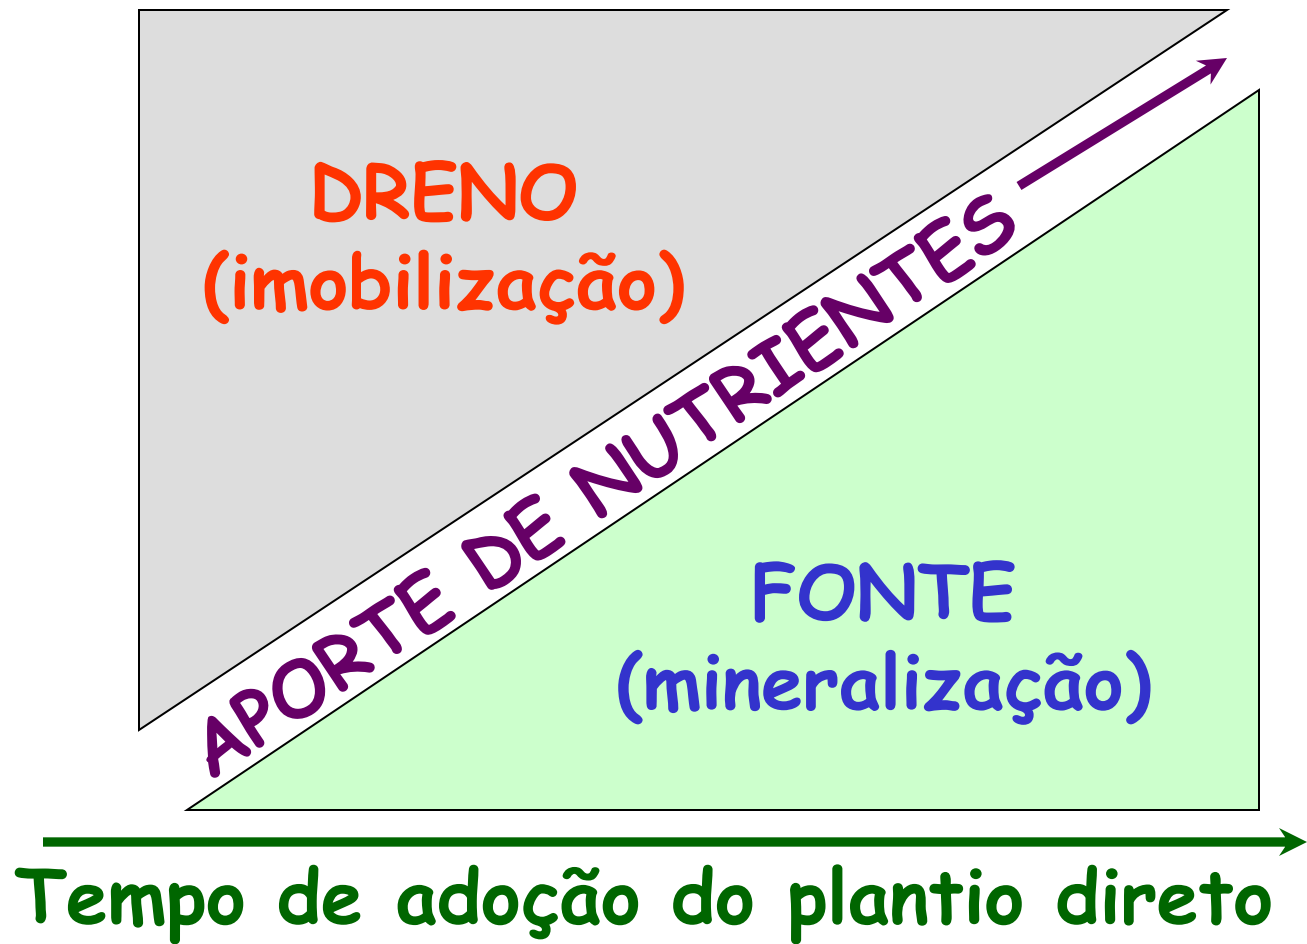 DRENO
(imobilização)
APORTE DE NUTRIENTES
FONTE
(mineralização)
Tempo de adoção do plantio direto